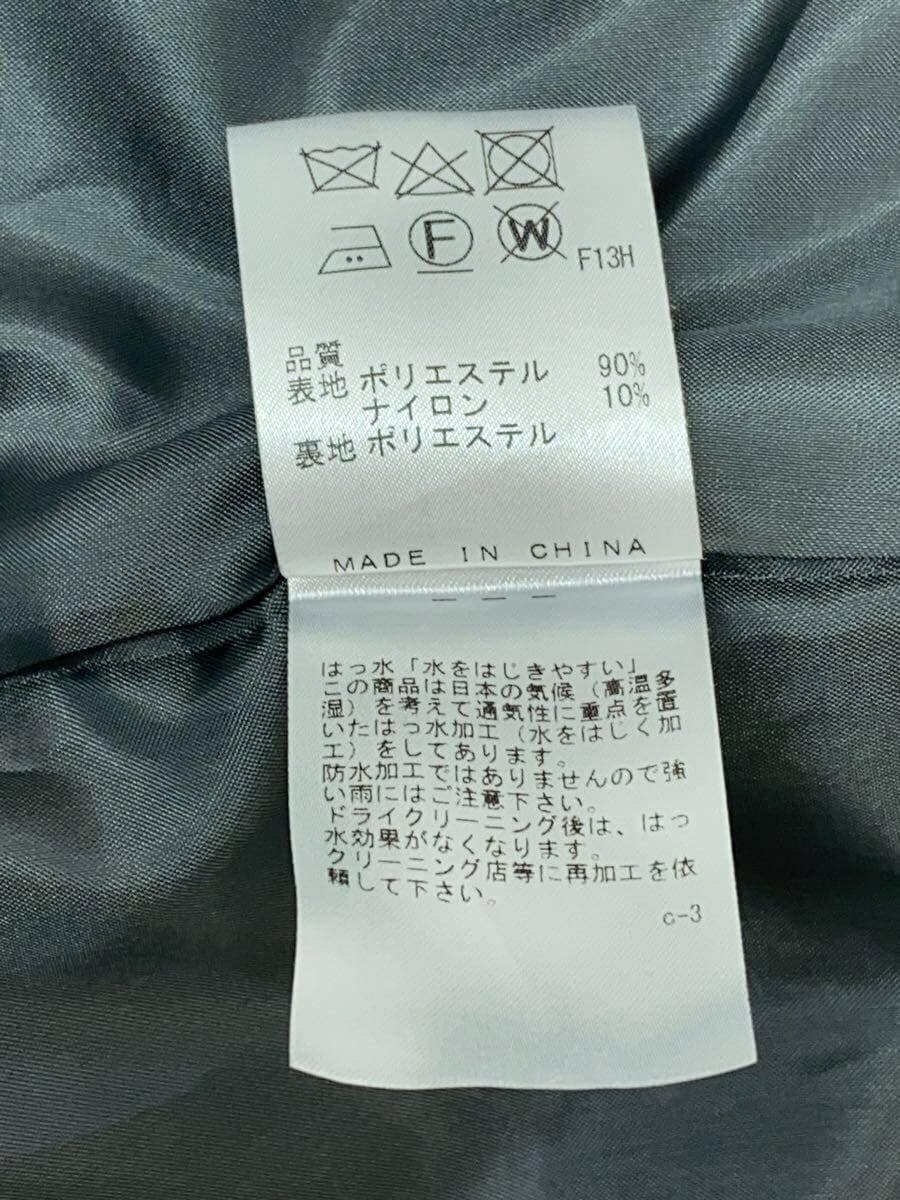 F
W
F13H
品質
表地 ポリエステル 90%
ナイロン 10%
裏地 ポリエステル
MADE IN CHINA
はっ水「水をはじきやすい」
この商品は日本の気候（高温多
湿）を考えて通気性に重点を置
いたはっ水加工（水をはじく加
工）をしてあります。
防水加工ではありませんので強
い雨にはご注意下さい。
ドライクリーニング後は、はっ
水効果がなくなります。
クリーニング店等に再加工を依
頼して下さい。
c-3